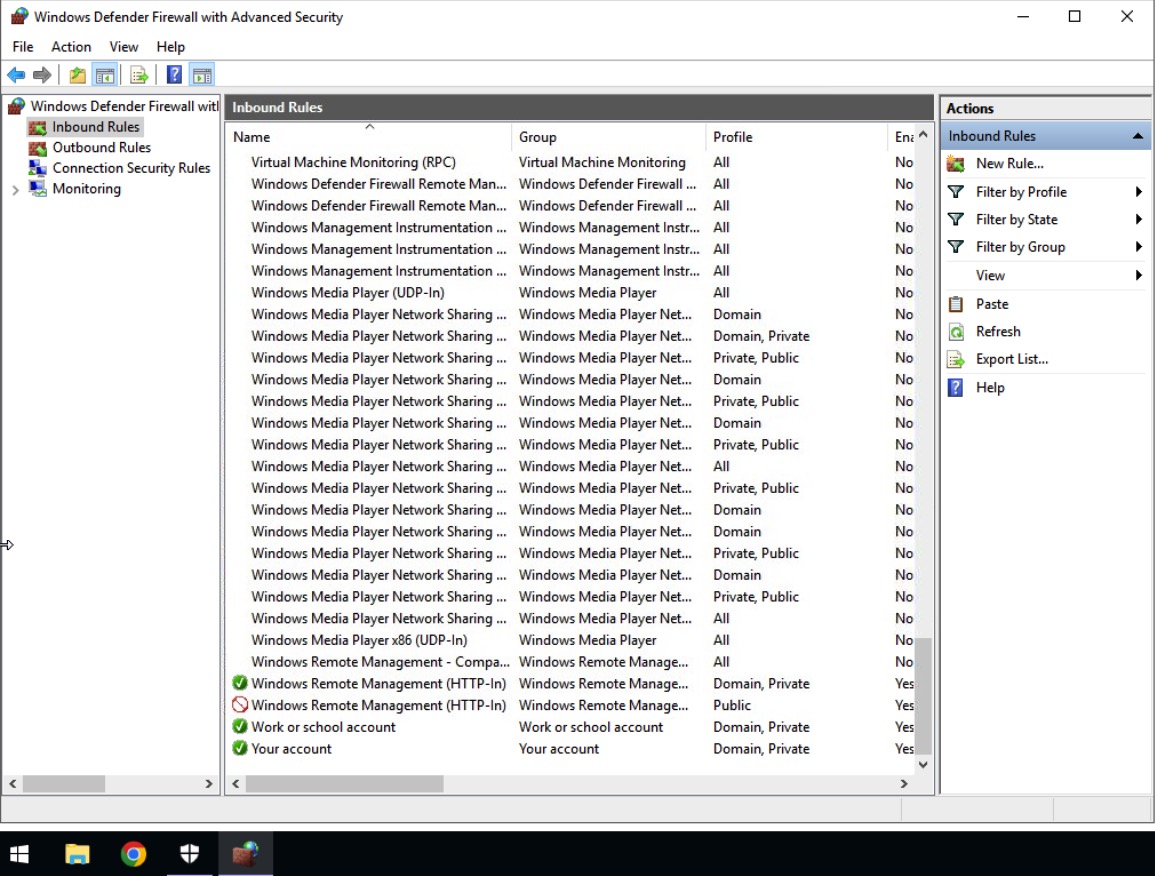 Windows Defender Firewall with Advanced Security
File Action View Help
Windows Defender Firewall witl
Inbound Rules
Outbound Rules
Connection Security Rules
Monitoring
Inbound Rules
Name Group Profile Ena
Virtual Machine Monitoring (RPC) Virtual Machine Monitoring All No
Windows Defender Firewall Remote Man... Windows Defender Firewall ... All No
Windows Defender Firewall Remote Man... Windows Defender Firewall ... All No
Windows Management Instrumentation ... Windows Management Instr... All No
Windows Management Instrumentation ... Windows Management Instr... All No
Windows Management Instrumentation ... Windows Management Instr... All No
Windows Media Player (UDP-In) Windows Media Player All No
Windows Media Player Network Sharing ... Windows Media Player Net... Domain No
Windows Media Player Network Sharing ... Windows Media Player Net... Domain, Private No
Windows Media Player Network Sharing ... Windows Media Player Net... Private, Public No
Windows Media Player Network Sharing ... Windows Media Player Net... Domain No
Windows Media Player Network Sharing ... Windows Media Player Net... Private, Public No
Windows Media Player Network Sharing ... Windows Media Player Net... Domain No
Windows Media Player Network Sharing ... Windows Media Player Net... Private, Public No
Windows Media Player Network Sharing ... Windows Media Player Net... All No
Windows Media Player Network Sharing ... Windows Media Player Net... Private, Public No
Windows Media Player Network Sharing ... Windows Media Player Net... Domain No
Windows Media Player Network Sharing ... Windows Media Player Net... Domain No
Windows Media Player Network Sharing ... Windows Media Player Net... Private, Public No
Windows Media Player Network Sharing ... Windows Media Player Net... Domain No
Windows Media Player Network Sharing ... Windows Media Player Net... Private, Public No
Windows Media Player Network Sharing ... Windows Media Player Net... All No
Windows Media Player x86 (UDP-In) Windows Media Player All No
Windows Remote Management - Compa... Windows Remote Manage... All No
Windows Remote Management (HTTP-In) Windows Remote Manage... Domain, Private Yes
Windows Remote Management (HTTP-In) Windows Remote Manage... Public Yes
Work or school account Work or school account Domain, Private Yes
Your account Your account Domain, Private Yes
Actions
Inbound Rules
New Rule...
Filter by Profile
Filter by State
Filter by Group
View
Paste
Refresh
Export List...
Help